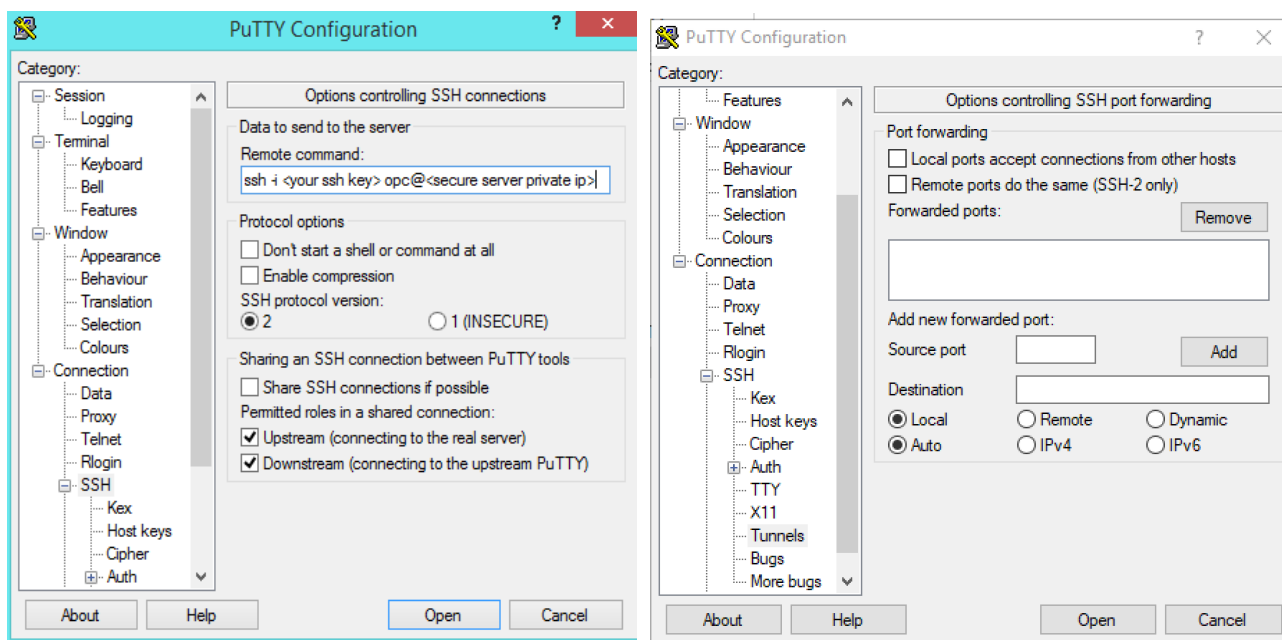 PuTTY Configuration
?
×
Category:
Session
Logging
Terminal
Keyboard
Bell
Features
Window
Appearance
Behaviour
Translation
Selection
Colours
Connection
Data
Proxy
Telnet
Rlogin
SSH
Kex
Host keys
Cipher
Auth
Options controlling SSH connections
Data to send to the server
Remote command:
ssh -i <your ssh key> opc@<secure server private ip>
Protocol options
Don't start a shell or command at all
Enable compression
SSH protocol version:
2 1 (INSECURE)
Sharing an SSH connection between PuTTY tools
Share SSH connections if possible
Permitted roles in a shared connection:
Upstream (connecting to the real server)
Downstream (connecting to the upstream PuTTY)
About Help Open Cancel
PuTTY Configuration
?
×
Category:
Features
Window
Appearance
Behaviour
Translation
Selection
Colours
Connection
Data
Proxy
Telnet
Rlogin
SSH
Kex
Host keys
Cipher
Auth
TTY
X11
Tunnels
Bugs
More bugs
Options controlling SSH port forwarding
Port forwarding
Local ports accept connections from other hosts
Remote ports do the same (SSH-2 only)
Forwarded ports: Remove
Add new forwarded port:
Source port Add
Destination
Local Remote Dynamic
Auto IPv4 IPv6
About Help Open Cancel